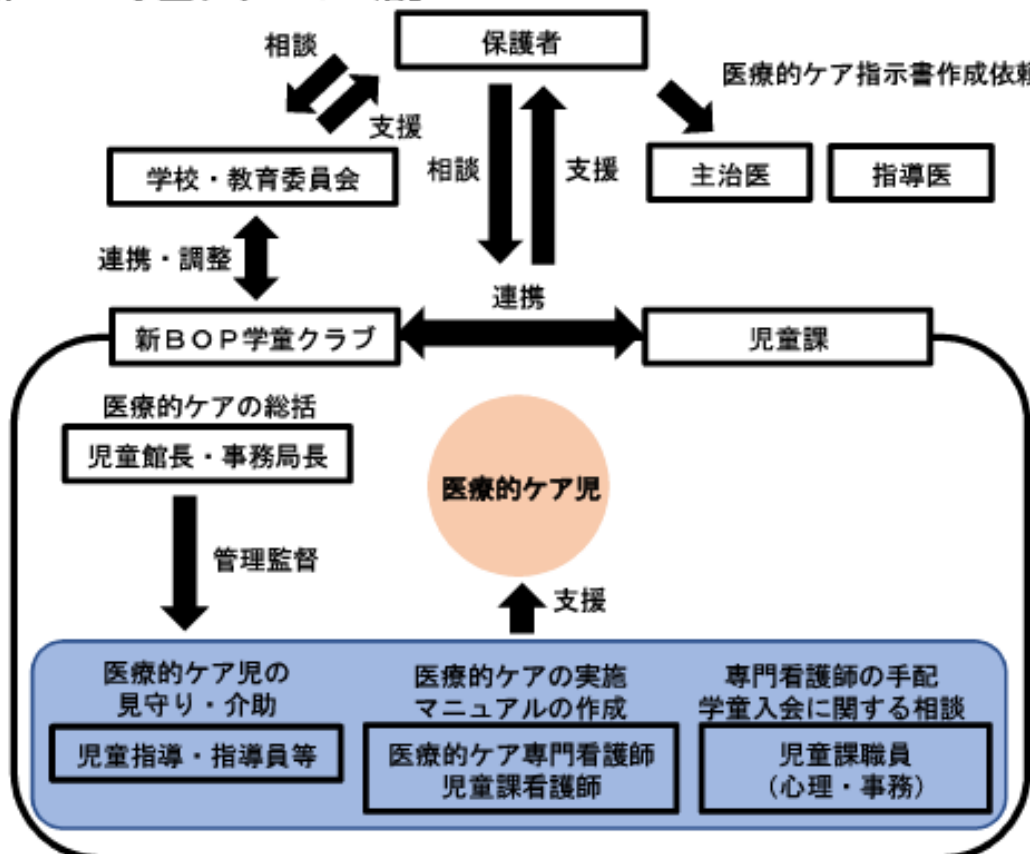 保護者
相談
支援
医療的ケア指示書作成依頼
学校・教育委員会
相談
支援
主治医
指導医
連携・調整
連携
新BOP学童クラブ
児童課
医療的ケアの総括
児童館長・事務局長
医療的ケア児
管理監督
支援
医療的ケア児の
見守り・介助
児童指導・指導員等
医療的ケアの実施
マニュアルの作成
医療的ケア専門看護師
児童課看護師
専門看護師の手配
学童入会に関する相談
児童課職員
(心理・事務)